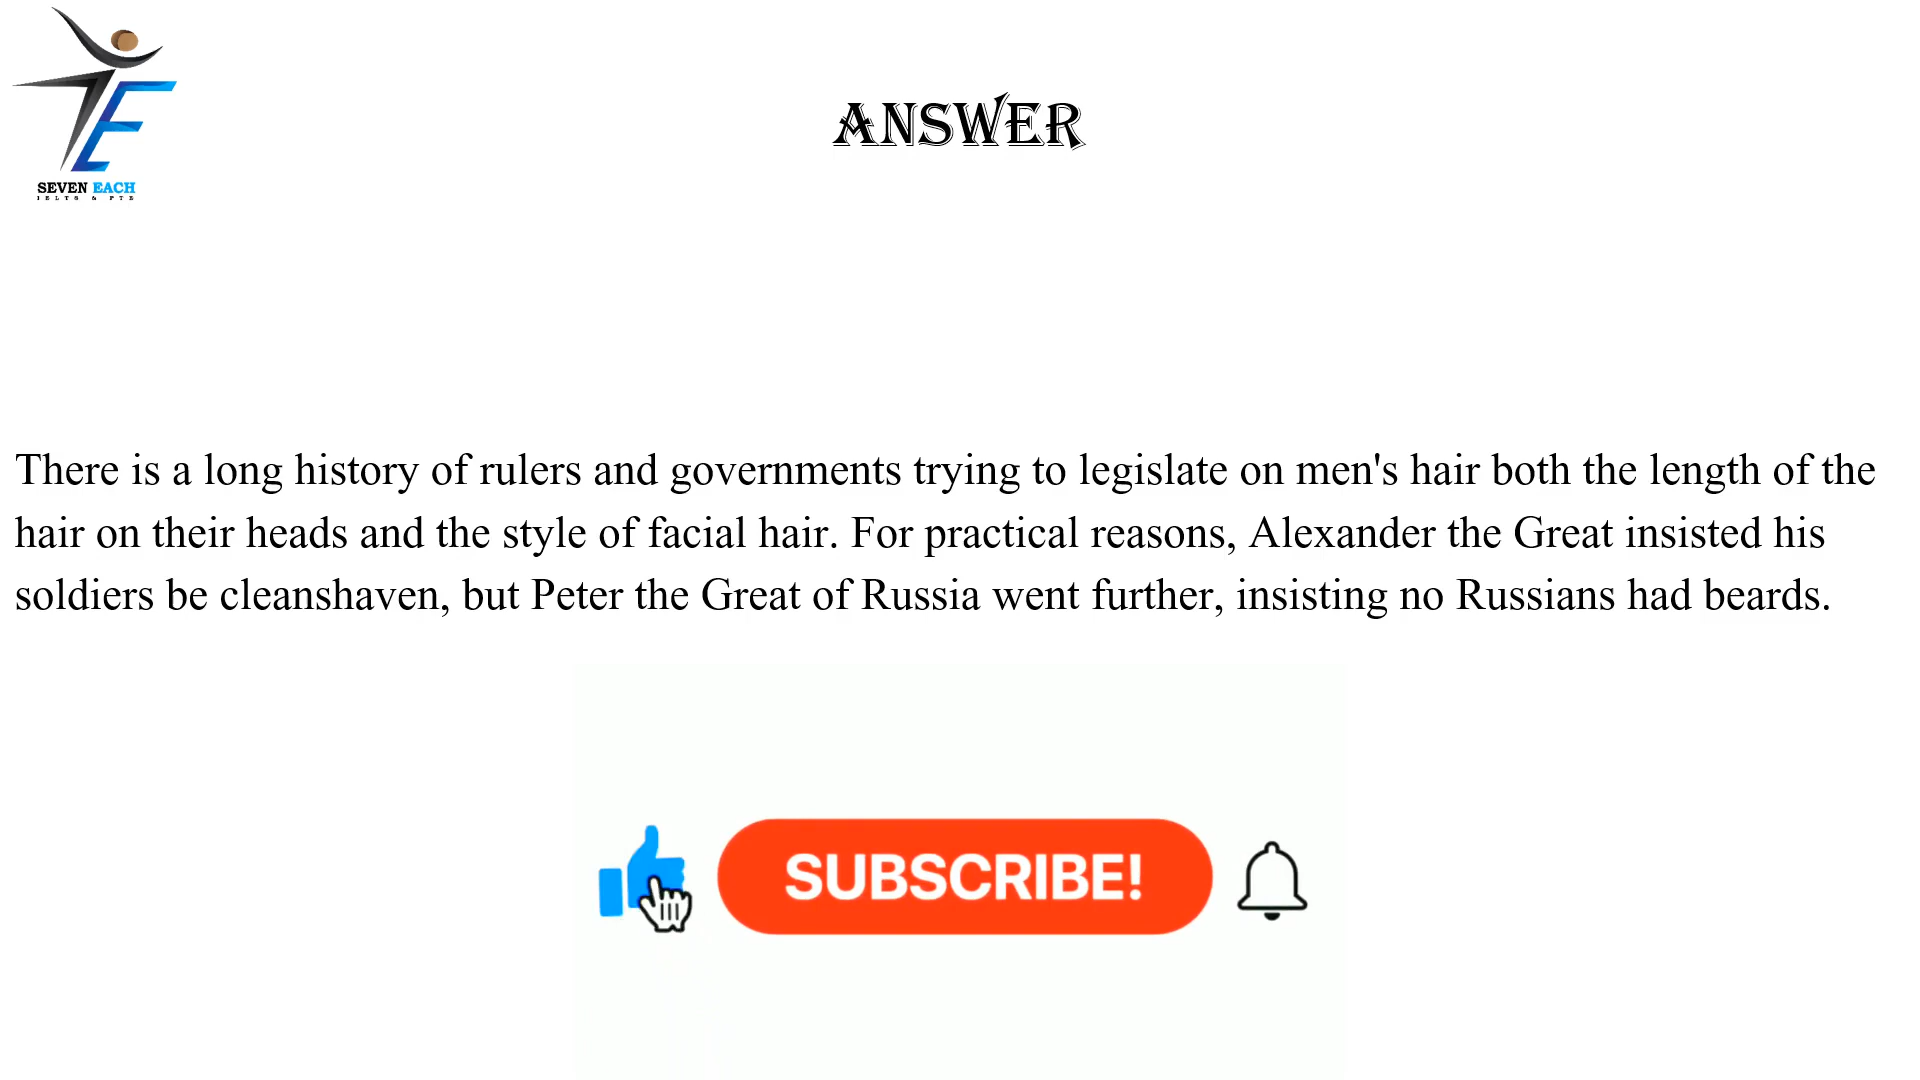 SEVEN EACH
IELTS & PTE
ANSWER
There is a long history of rulers and governments trying to legislate on men's hair both the length of the
hair on their heads and the style of facial hair. For practical reasons, Alexander the Great insisted his
soldiers be cleanshaven, but Peter the Great of Russia went further, insisting no Russians had beards.
SUBSCRIBE!